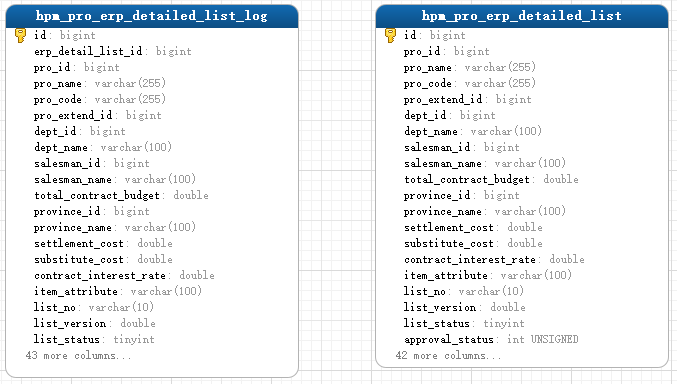 hpm_pro_erp_detailed_list_log
id: bigint
erp_detail_list_id: bigint
pro_id: bigint
pro_name: varchar(255)
pro_code: varchar(255)
pro_extend_id: bigint
dept_id: bigint
dept_name: varchar(100)
salesman_id: bigint
salesman_name: varchar(100)
total_contract_budget: double
province_id: bigint
province_name: varchar(100)
settlement_cost: double
substitute_cost: double
contract_interest_rate: double
item_attribute: varchar(100)
list_no: varchar(10)
list_version: double
list_status: tinyint
43 more columns...
hpm_pro_erp_detailed_list
id: bigint
pro_id: bigint
pro_name: varchar(255)
pro_code: varchar(255)
pro_extend_id: bigint
dept_id: bigint
dept_name: varchar(100)
salesman_id: bigint
salesman_name: varchar(100)
total_contract_budget: double
province_id: bigint
province_name: varchar(100)
settlement_cost: double
substitute_cost: double
contract_interest_rate: double
item_attribute: varchar(100)
list_no: varchar(10)
list_version: double
list_status: tinyint
approval_status: int UNSIGNED
42 more columns...